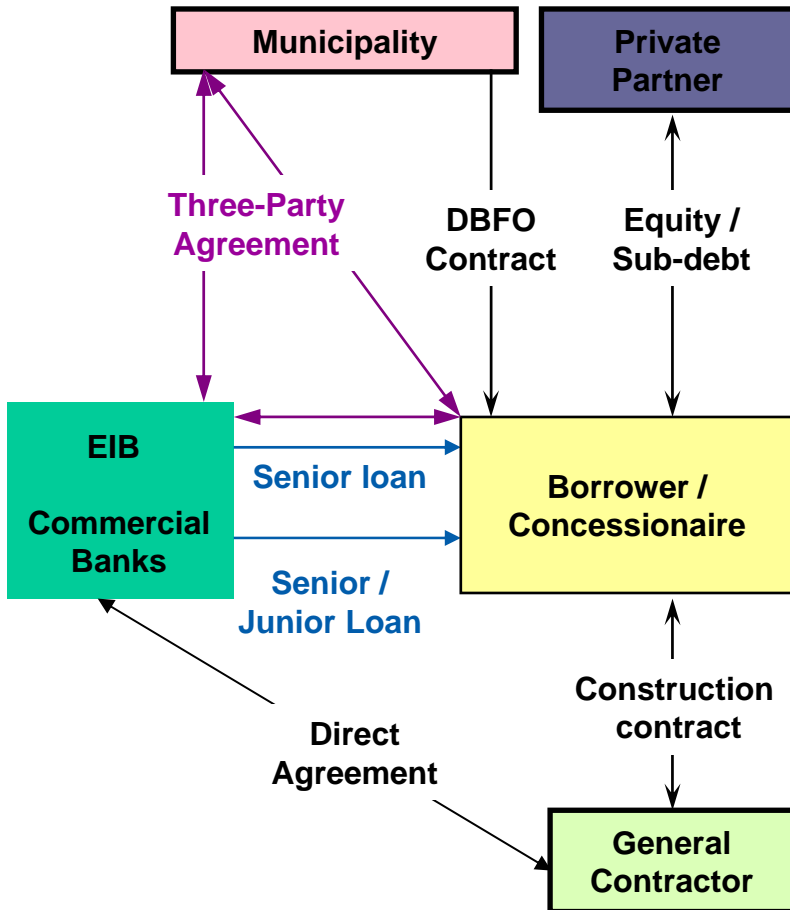 Municipality
Private
Partner
Three-Party
Agreement
DBFO
Contract
Equity /
Sub-debt
EIB
Commercial
Banks
Senior loan
Senior /
Junior Loan
Borrower /
Concessionaire
Direct
Agreement
Construction
contract
General
Contractor